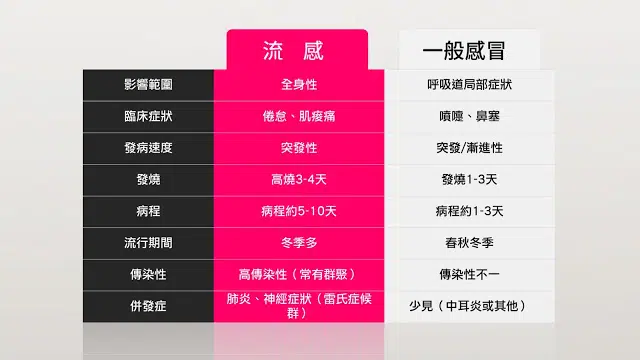 流 感 一般感冒
影響範圍 全身性 呼吸道局部症狀
臨床症狀 倦怠、肌痠痛 噴嚏、鼻塞
發病速度 突發性 突發/漸進性
發燒 高燒3-4天 發燒1-3天
病程 病程約5-10天 病程約1-3天
流行期間 冬季多 春秋冬季
傳染性 高傳染性（常有群聚） 傳染性不一
併發症 肺炎、神經症狀（雷氏症候群） 少見（中耳炎或其他）